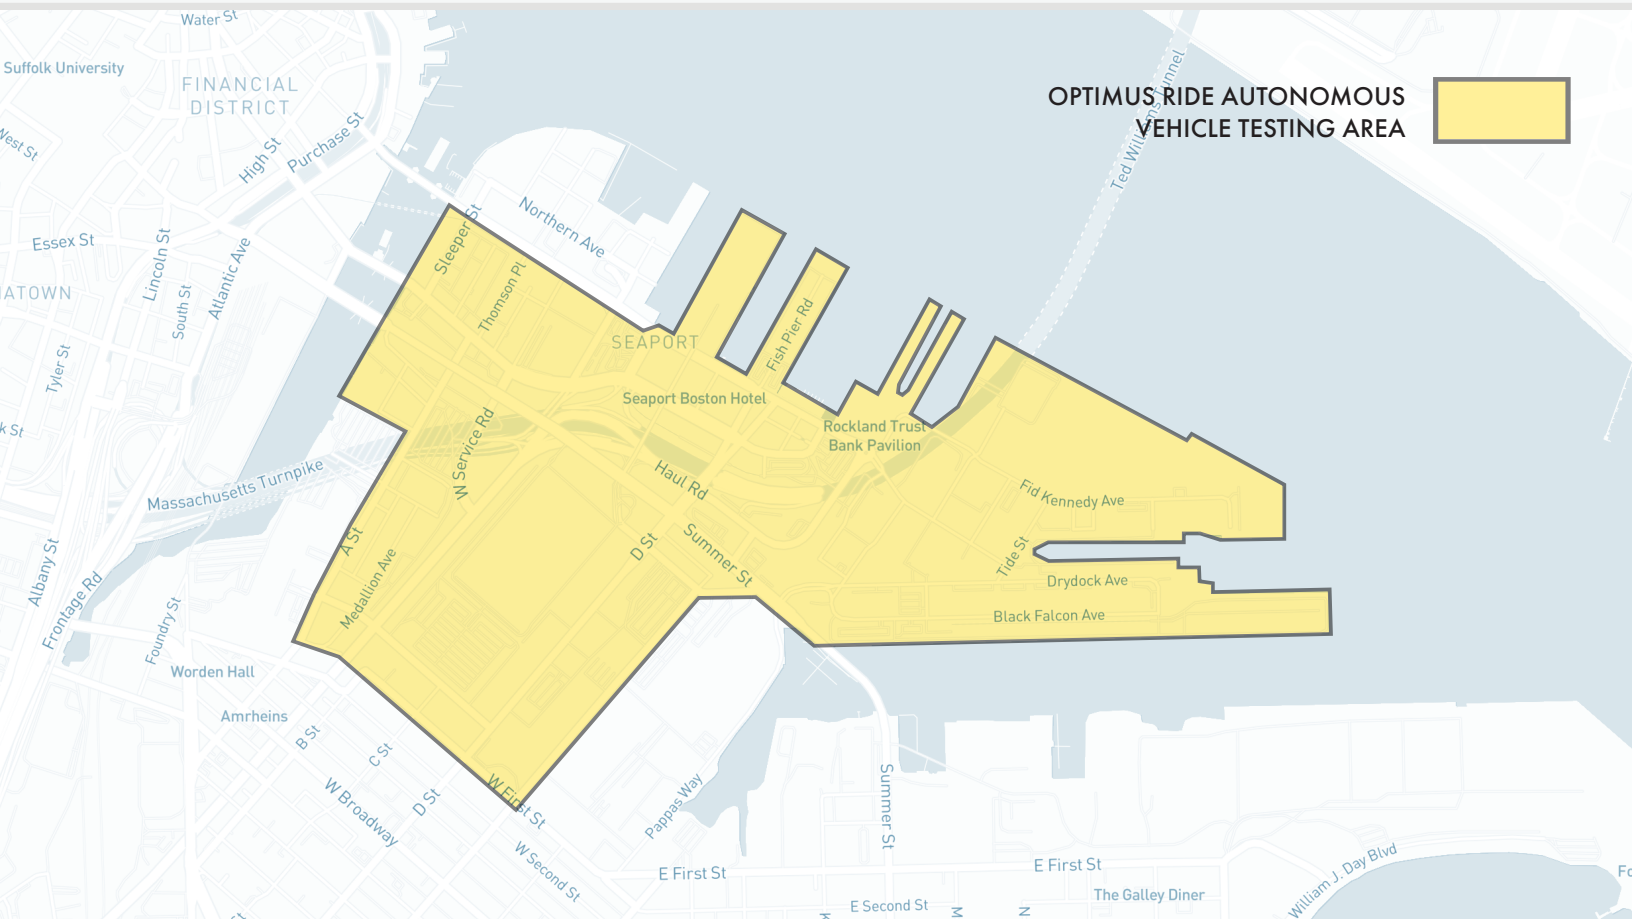 Water St
Suffolk University
FINANCIAL
DISTRICT
OPTIMUS RIDE AUTONOMOUS
VEHICLE TESTING AREA
Ted Williams Tunnel
West St
High St
Purchase St
Northern Ave
Sleeper St
Essex St
Lincoln St
South St
Atlantic Ave
Thomson Pl
Fish Pier Rd
ATOWN
SEAPORT
Tyler St
Seaport Boston Hotel
Rockland Trust
Bank Pavilion
k St
W Service Rd
Massachusetts Turnpike
Haul Rd
Fid Kennedy Ave
A St
D St
Summer St
Tide St
Albany St
Frontage Rd
Medallion Ave
Drydock Ave
Black Falcon Ave
Foundry St
Worden Hall
Amrheins
B St
C St
D St
W Broadway
W First St
Pappas Way
Summer St
W Second St
E First St
E First St
William J. Day Blvd
The Galley Diner
E Second St
K
M
N
Fo
St